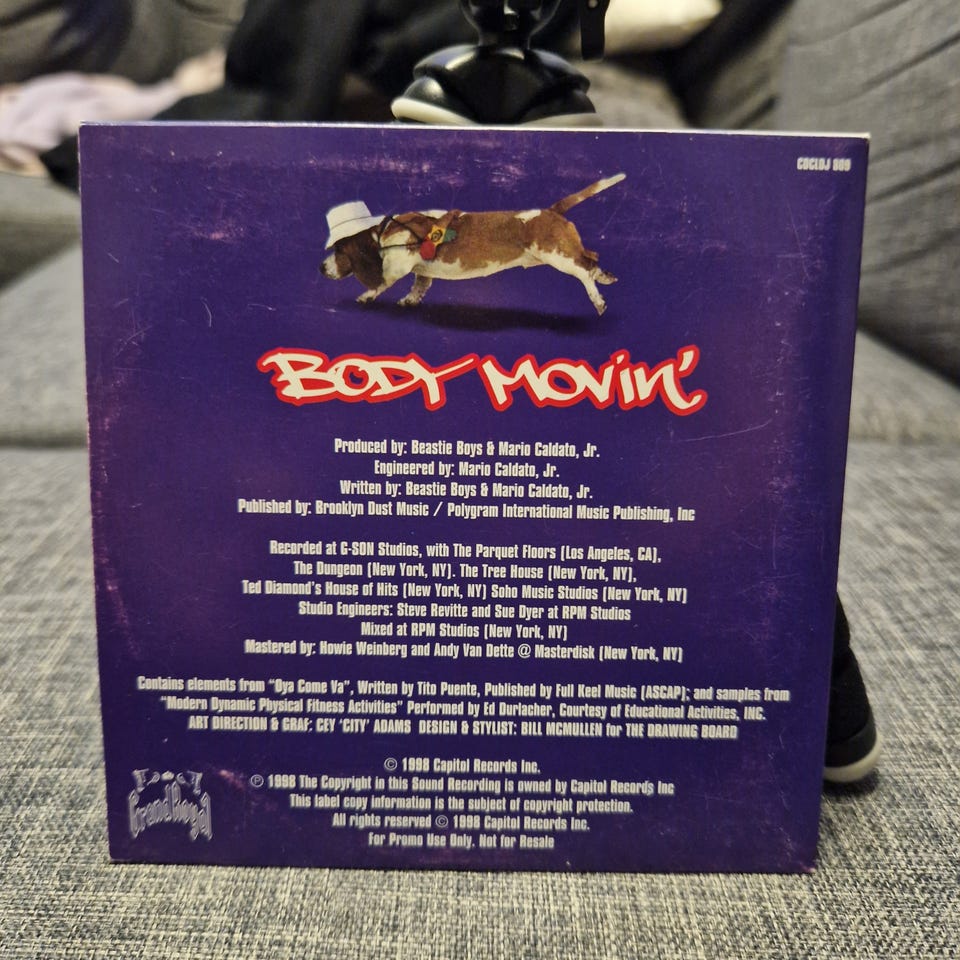 CDCLDJ 809
BODY MOVIN'
Produced by: Beastie Boys & Mario Caldato, Jr.
Engineered by: Mario Caldato, Jr.
Written by: Beastie Boys & Mario Caldato, Jr.
Published by: Brooklyn Dust Music / Polygram International Music Publishing, Inc
Recorded at G-SON Studios, with The Parquet Floors (Los Angeles, CA),
The Dungeon (New York, NY). The Tree House (New York, NY),
Ted Diamond's House of Hits (New York, NY) Soho Music Studios (New York, NY)
Studio Engineers: Steve Revitte and Sue Dyer at RPM Studios
Mixed at RPM Studios (New York, NY)
Mastered by: Howie Weinberg and Andy Van Dette @ Masterdisk (New York, NY)
Contains elements from "Oya Come Va", Written by Tito Puente, Published by Full Keel Music (ASCAP); and samples from
"Modern Dynamic Physical Fitness Activities" Performed by Ed Durlacher, Courtesy of Educational Activities, INC.
ART DIRECTION & GRAF: CEY 'CITY' ADAMS DESIGN & STYLIST: BILL MCMULLEN for THE DRAWING BOARD
© 1998 Capitol Records Inc.
℗ 1998 The Copyright in this Sound Recording is owned by Capitol Records Inc
This label copy information is the subject of copyright protection.
All rights reserved © 1998 Capitol Records Inc.
For Promo Use Only. Not for Resale
Grand Royal